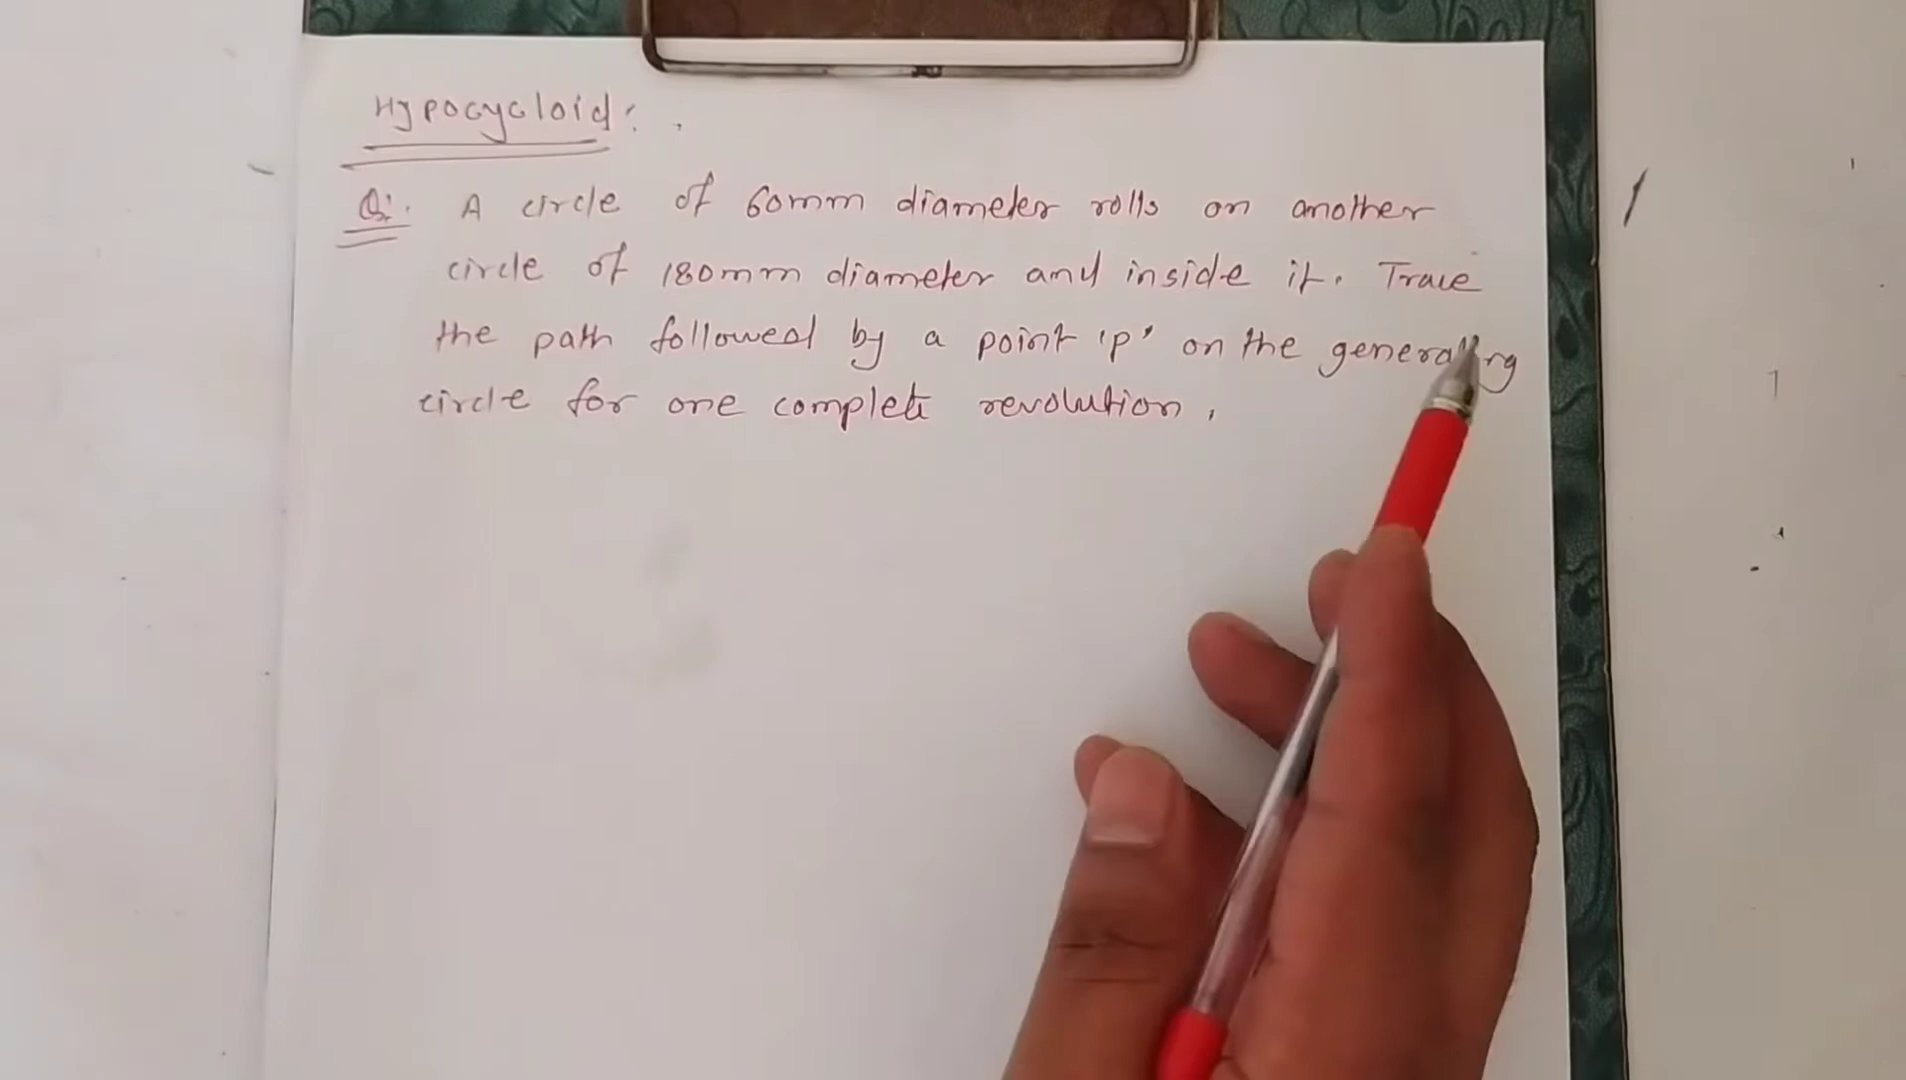 Hypocycloid:.
Q:. A circle of 60mm diameter rolls on another
circle of 180mm diameter and inside it. Trace
the path followed by a point 'p' on the generating
circle for one complete revolution.